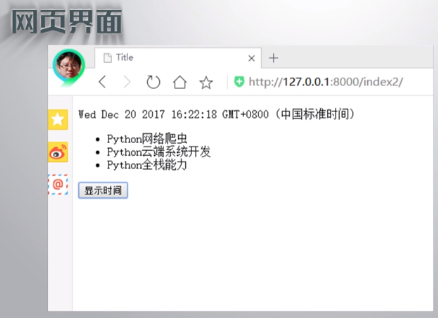 网页界面
Title
http://127.0.0.1:8000/index2/
Wed Dec 20 2017 16:22:18 GMT+0800 (中国标准时间)
Python网络爬虫
Python云端系统开发
Python全栈能力
显示时间